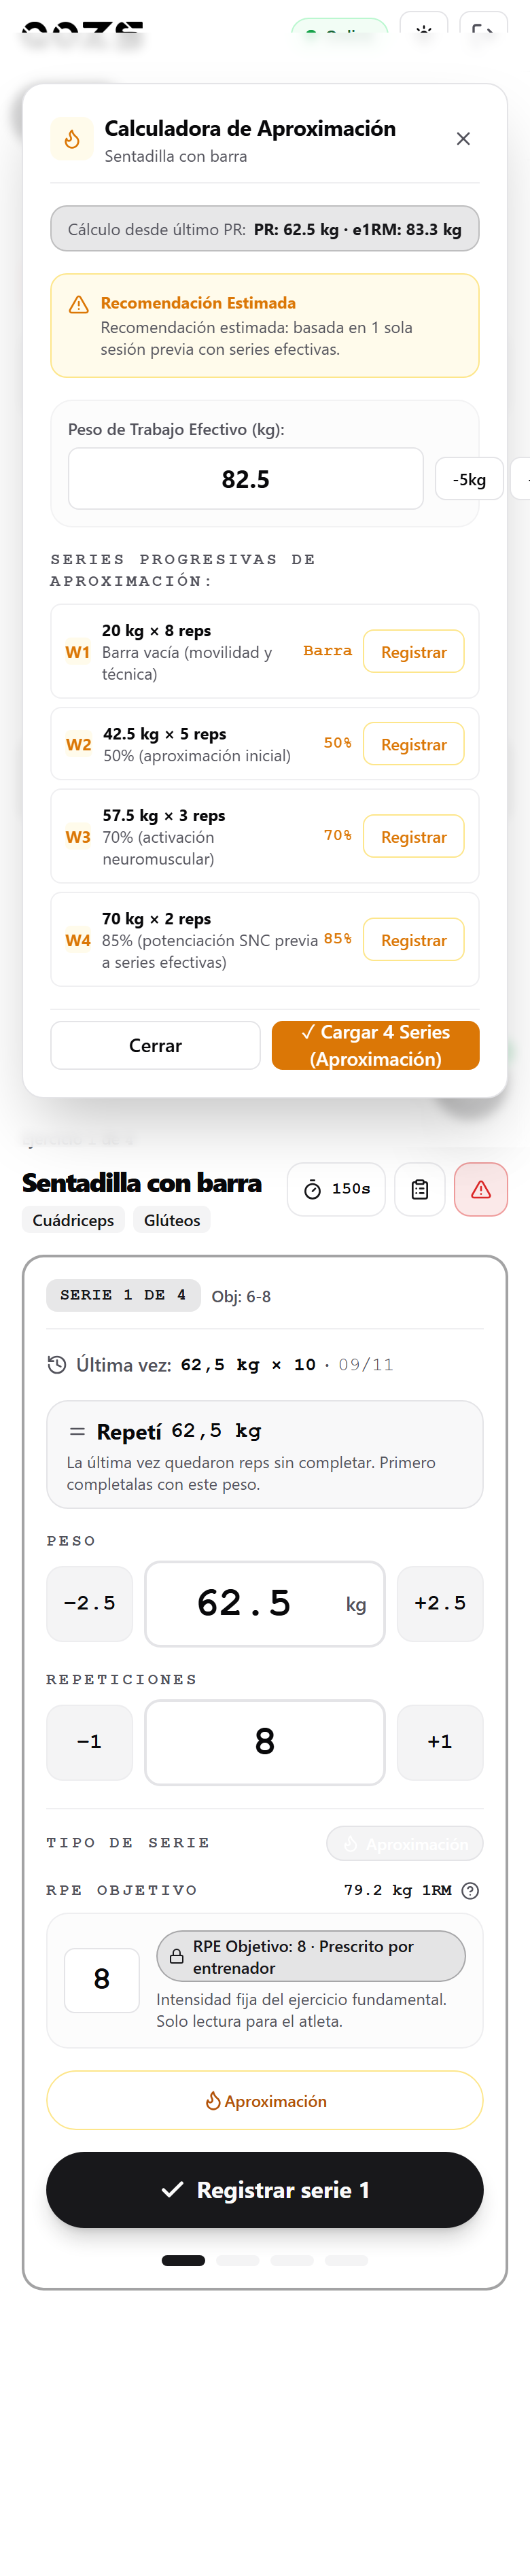 Calculadora de Aproximación
Sentadilla con barra
Cálculo desde último PR: PR: 62.5 kg · e1RM: 83.3 kg
Recomendación Estimada
Recomendación estimada: basada en 1 sola
sesión previa con series efectivas.
Peso de Trabajo Efectivo (kg):
82.5
-5kg
SERIES PROGRESIVAS DE
APROXIMACIÓN:
W1
20 kg × 8 reps
Barra vacía (movilidad y
técnica)
Barra
Registrar
W2
42.5 kg × 5 reps
50% (aproximación inicial)
50%
Registrar
W3
57.5 kg × 3 reps
70% (activación
neuromuscular)
70%
Registrar
W4
70 kg × 2 reps
85% (potenciación SNC previa
a series efectivas)
85%
Registrar
Cerrar
✓ Cargar 4 Series
(Aproximación)
Sentadilla con barra
150s
Cuádriceps
Glúteos
SERIE 1 DE 4
Obj: 6-8
Última vez: 62,5 kg × 10 · 09/11
= Repetí 62,5 kg
La última vez quedaron reps sin completar. Primero
completalas con este peso.
PESO
−2.5
62.5 kg
+2.5
REPETICIONES
−1
8
+1
TIPO DE SERIE
Aproximación
RPE OBJETIVO
79.2 kg 1RM
8
RPE Objetivo: 8 · Prescrito por
entrenador
Intensidad fija del ejercicio fundamental.
Solo lectura para el atleta.
Aproximación
Registrar serie 1